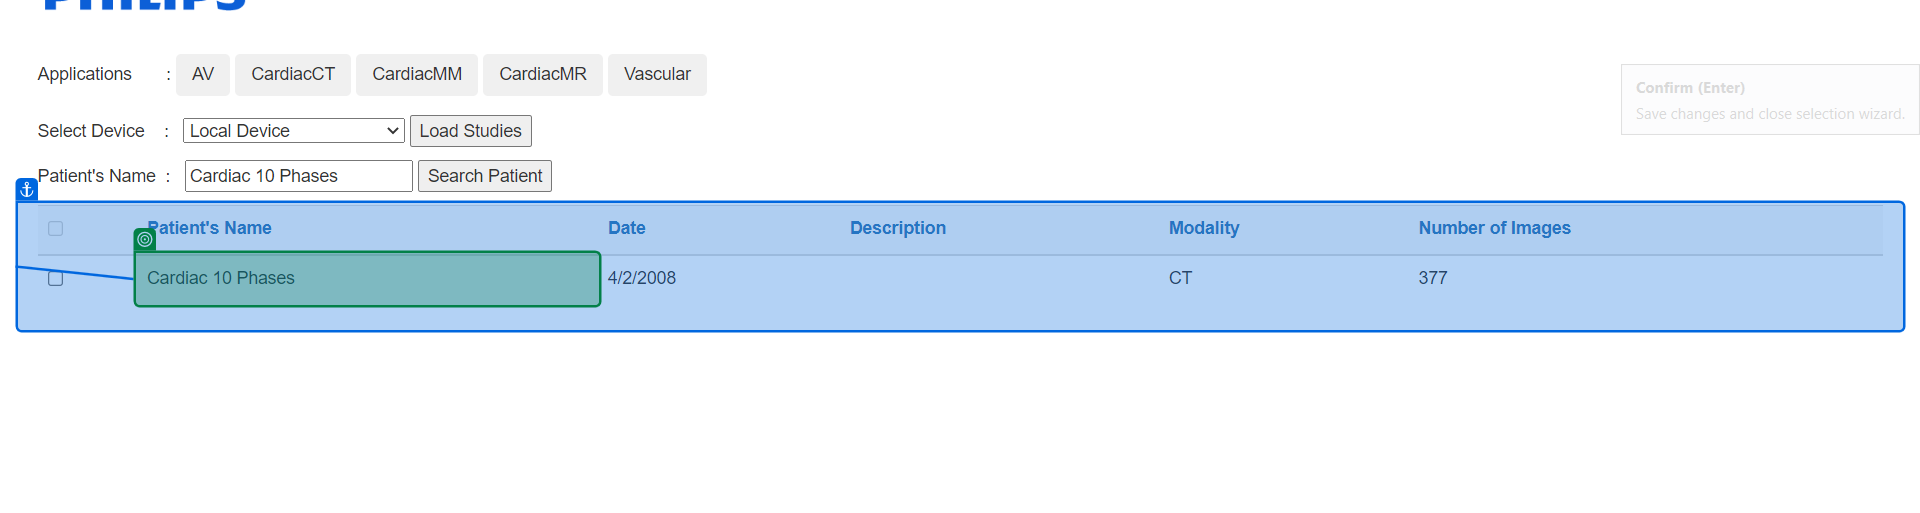 PHILIPS
Applications : AV CardiacCT CardiacMM CardiacMR Vascular
Confirm (Enter)
Save changes and close selection wizard.
Select Device : Local Device Load Studies
Patient's Name : Cardiac 10 Phases Search Patient
Patient's Name Date Description Modality Number of Images
Cardiac 10 Phases 4/2/2008 CT 377